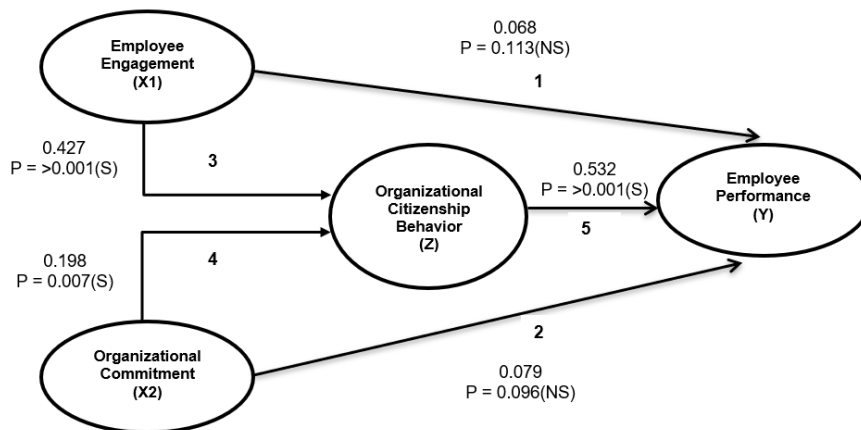 0.068
P = 0.113(NS)
Employee
Engagement
(X1)
1
0.427
P = >0.001(S)
3
0.532
P = >0.001(S)
Organizational
Citizenship
Behavior
(Z)
Employee
Performance
(Y)
5
4
0.198
P = 0.007(S)
2
Organizational
Commitment
(X2)
0.079
P = 0.096(NS)